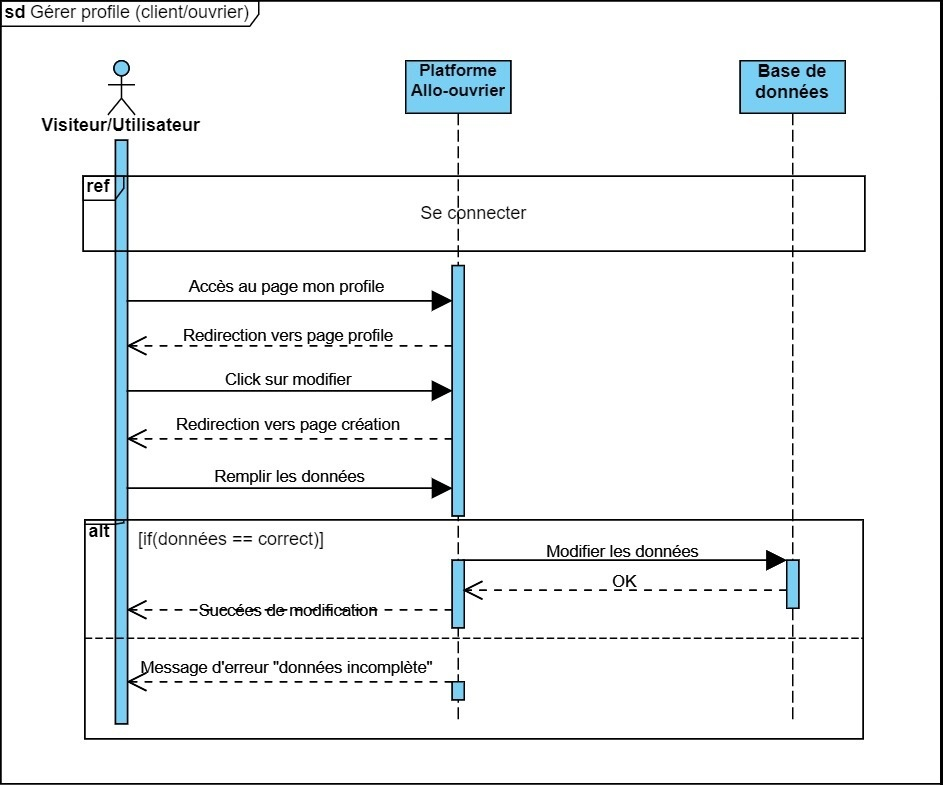 sd Gérer profile (client/ouvrier)
Visiteur/Utilisateur
Platforme
Allo-ouvrier
Base de
données
ref
Se connecter
Accès au page mon profile
Redirection vers page profile
Click sur modifier
Redirection vers page création
Remplir les données
alt
[if(données == correct)]
Modifier les données
OK
Succées de modification
Message d'erreur "données incomplète"